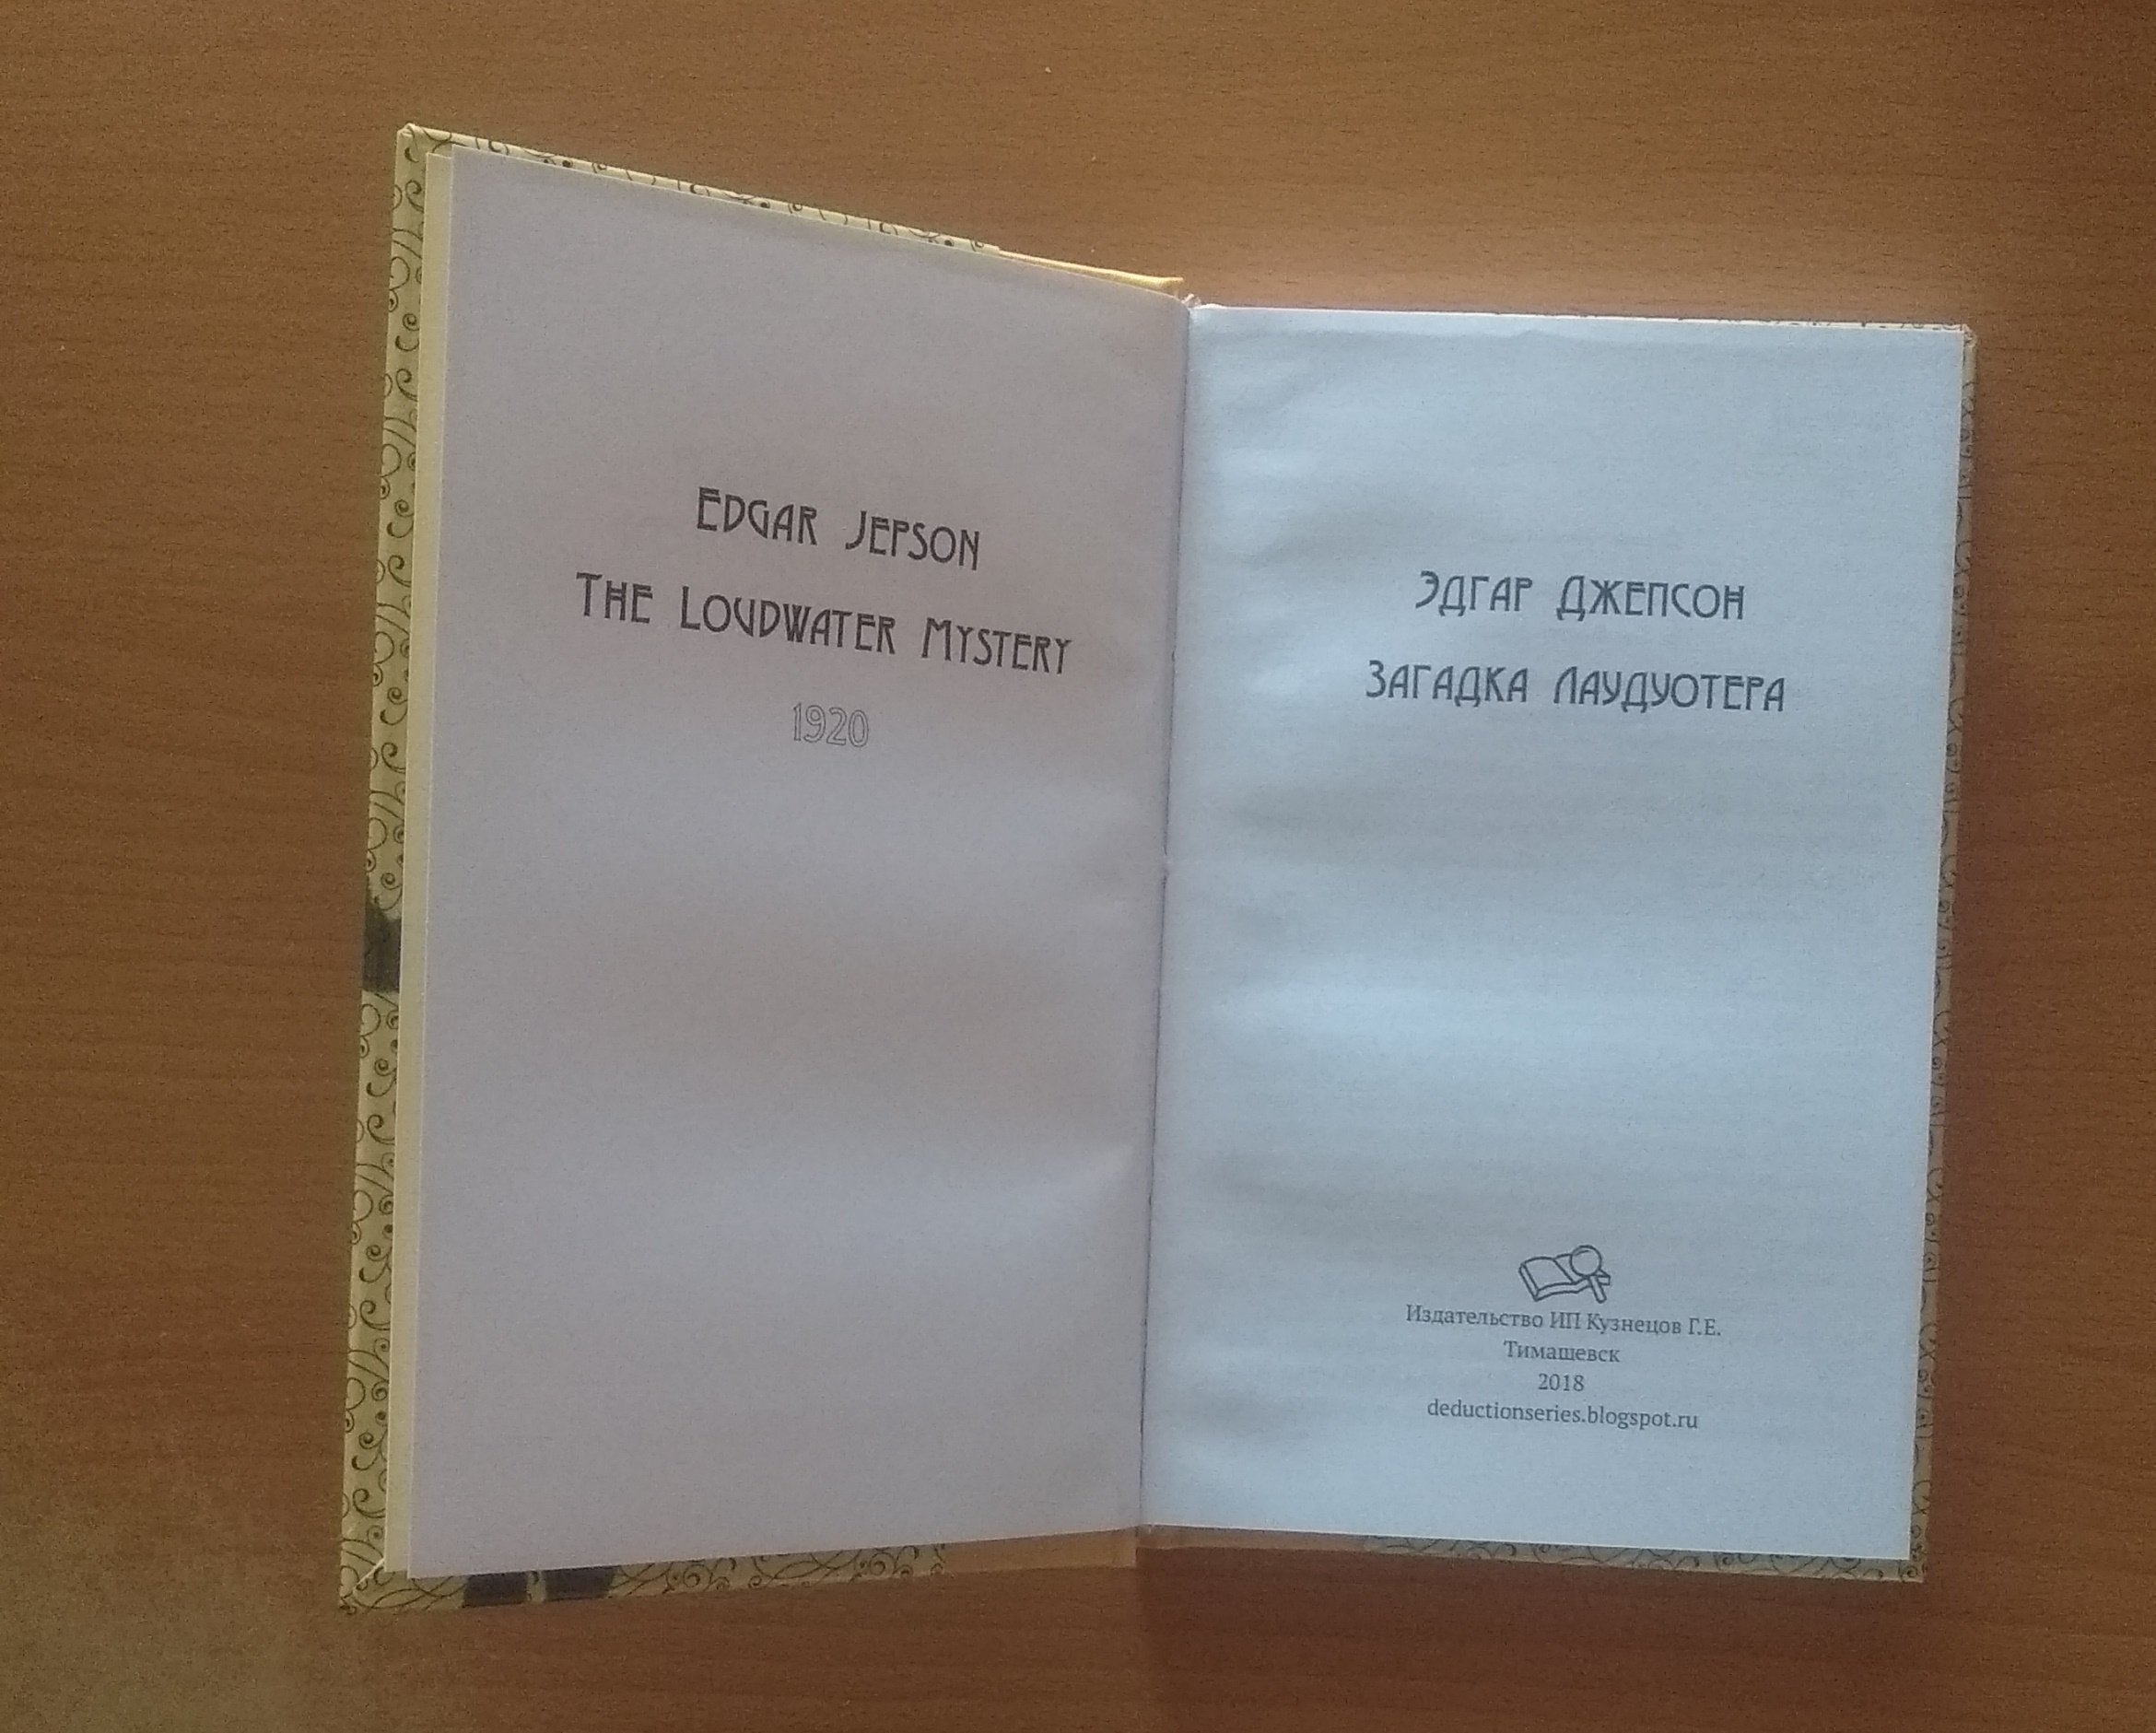 Edgar Jepson
The Loudwater Mystery
1920
Эдгар Джепсон
Загадка Лаудуотера
Издательство ИП Кузнецов Г.Е.
Тимашевск
2018
deductionseries.blogspot.ru